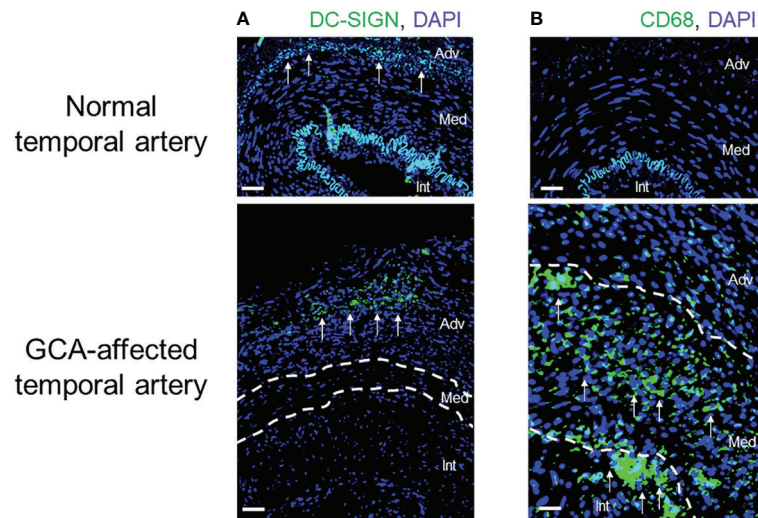 A
DC-SIGN, DAPI
B
CD68, DAPI
Normal
temporal artery
Adv
Med
Int
Adv
Med
Int
GCA-affected
temporal artery
Adv
Med
Int
Adv
Med
Int